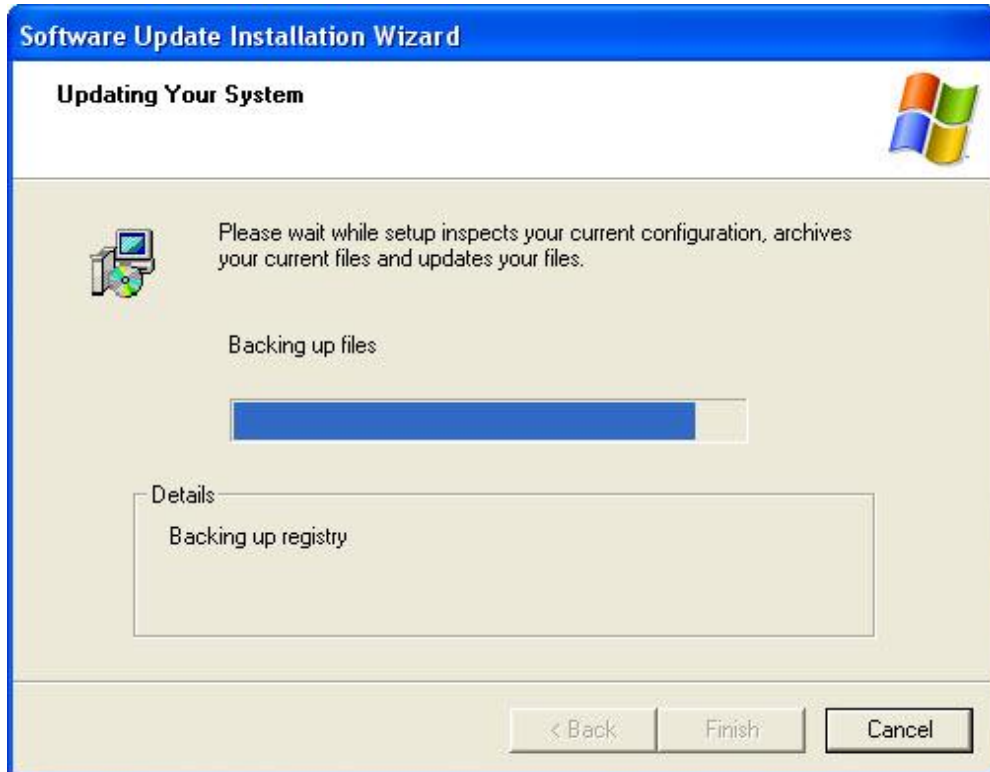 Software Update Installation Wizard
Updating Your System
Please wait while setup inspects your current configuration, archives
your current files and updates your files.
Backing up files
Details
Backing up registry
< Back
Finish
Cancel